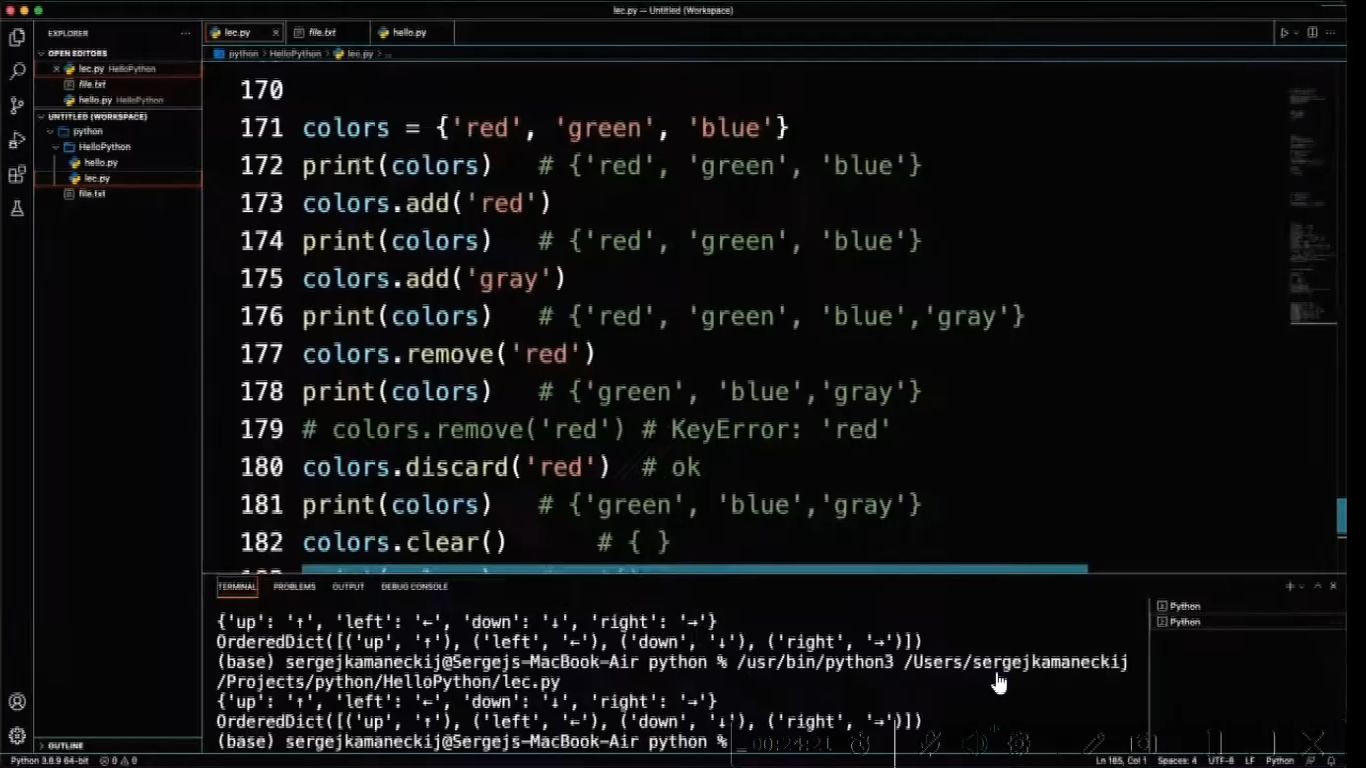 lec.py — Untitled (Workspace)
EXPLORER ...
lec.py × file.txt hello.py
OPEN EDITORS
python > HelloPython > lec.py > ...
× lec.py HelloPython
file.txt
hello.py HelloPython
UNTITLED (WORKSPACE)
python
HelloPython
hello.py
lec.py
file.txt
170
171 colors = {'red', 'green', 'blue'}
172 print(colors) # {'red', 'green', 'blue'}
173 colors.add('red')
174 print(colors) # {'red', 'green', 'blue'}
175 colors.add('gray')
176 print(colors) # {'red', 'green', 'blue','gray'}
177 colors.remove('red')
178 print(colors) # {'green', 'blue','gray'}
179 # colors.remove('red') # KeyError: 'red'
180 colors.discard('red') # ok
181 print(colors) # {'green', 'blue','gray'}
182 colors.clear() # { }
TERMINAL PROBLEMS OUTPUT DEBUG CONSOLE
{'up': '↑', 'left': '←', 'down': '↓', 'right': '→'}
OrderedDict([('up', '↑'), ('left', '←'), ('down', '↓'), ('right', '→')])
(base) sergejkamaneckij@Sergejs-MacBook-Air python % /usr/bin/python3 /Users/sergejkamaneckij
/Projects/python/HelloPython/lec.py
{'up': '↑', 'left': '←', 'down': '↓', 'right': '→'}
OrderedDict([('up', '↑'), ('left', '←'), ('down', '↓'), ('right', '→')])
(base) sergejkamaneckij@Sergejs-MacBook-Air python %
Python
Python
00:24:21
OUTLINE
Python 3.8.9 64-bit 0 0 Ln 185, Col 1 Spaces: 4 UTF-8 LF Python